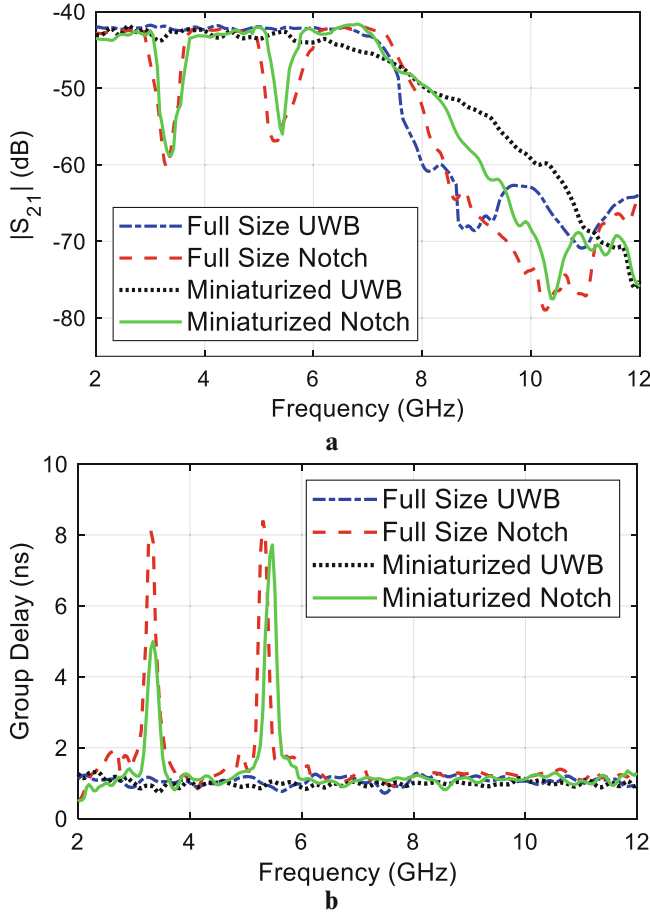 -40
-50
-60
-70
-80
|S21| (dB)
Full Size UWB
Full Size Notch
Miniaturized UWB
Miniaturized Notch
2 4 6 8 10 12
Frequency (GHz)
a
10
8
6
4
2
0
Group Delay (ns)
Full Size UWB
Full Size Notch
Miniaturized UWB
Miniaturized Notch
2 4 6 8 10 12
Frequency (GHz)
b